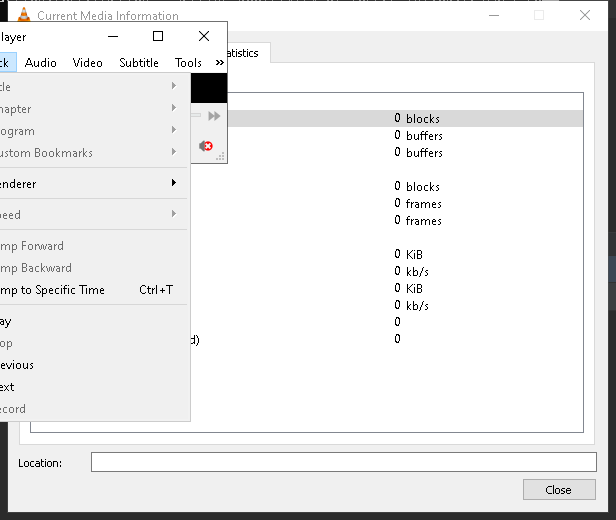 Current Media Information
layer
ck Audio Video Subtitle Tools »
tatistics
tle
hapter
ogram
ustom Bookmarks
enderer
peed
mp Forward
mp Backward
mp to Specific Time Ctrl+T
ay
op
evious
ext
ecord
0 blocks
0 buffers
0 buffers
0 blocks
0 frames
0 frames
0 KiB
0 kb/s
0 KiB
0 kb/s
0
d) 0
Location:
Close